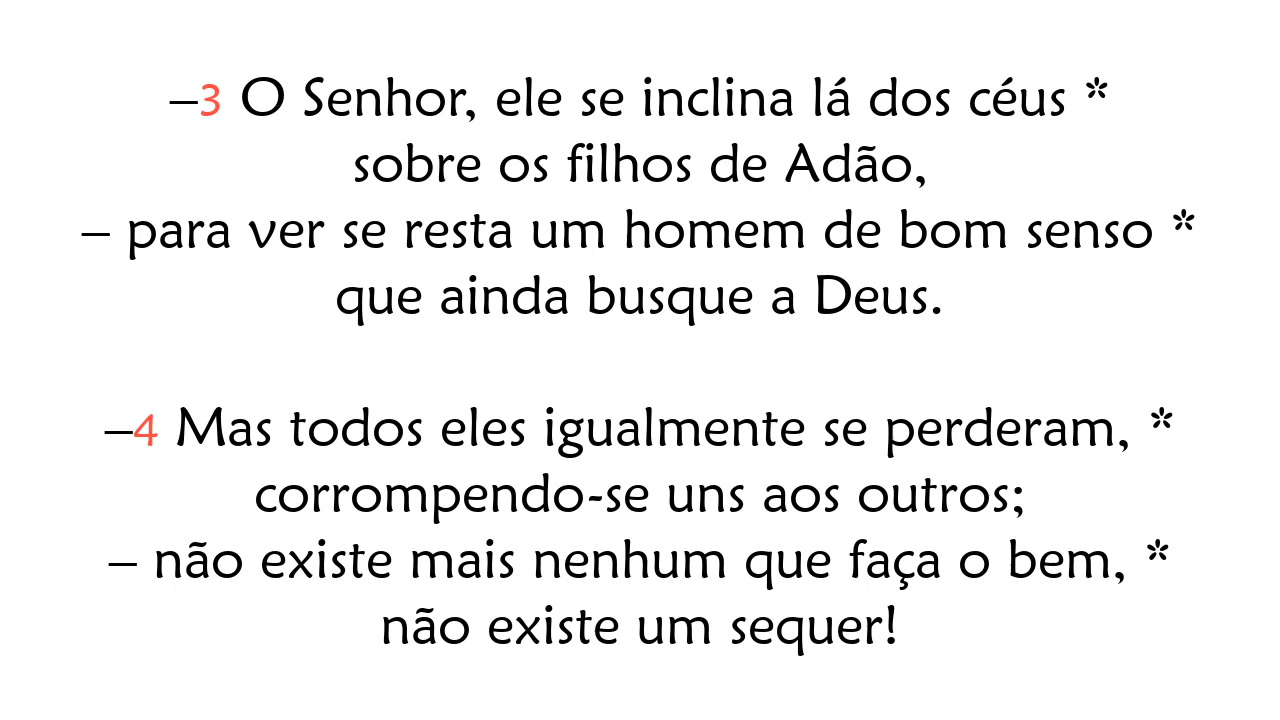 –3 O Senhor, ele se inclina lá dos céus *
sobre os filhos de Adão,
– para ver se resta um homem de bom senso *
que ainda busque a Deus.
–4 Mas todos eles igualmente se perderam, *
corrompendo-se uns aos outros;
– não existe mais nenhum que faça o bem, *
não existe um sequer!